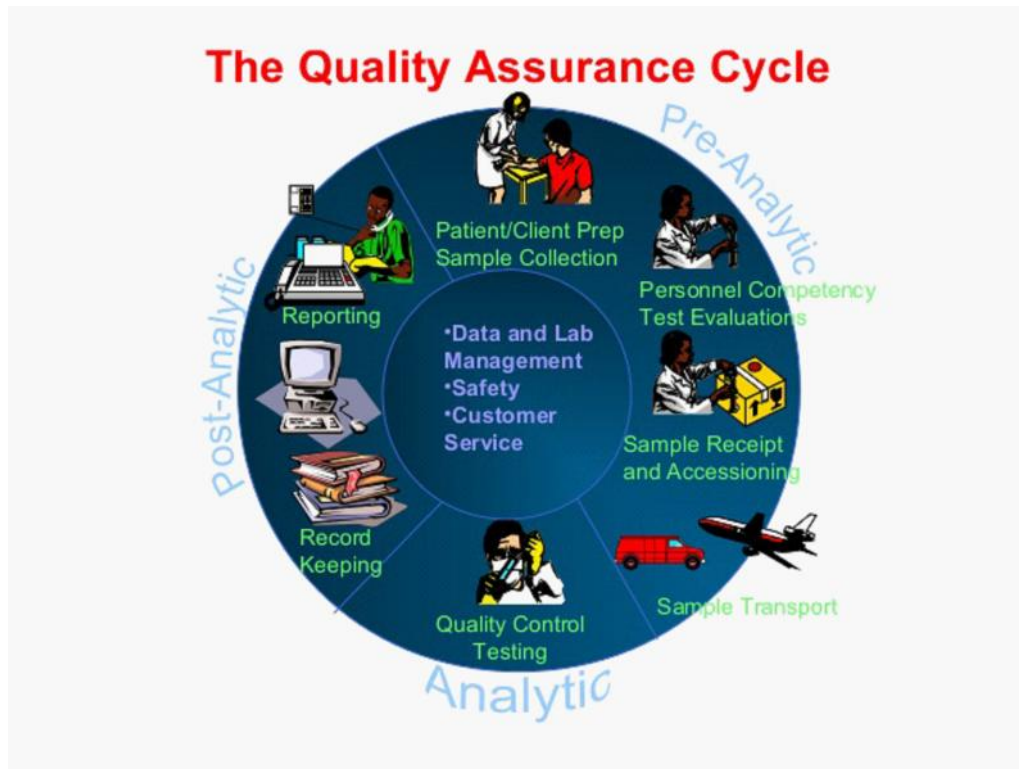 The Quality Assurance Cycle
Pre-Analytic
Patient/Client Prep
Sample Collection
Personnel Competency
Test Evaluations
Reporting
•Data and Lab
Management
•Safety
•Customer
Service
Post-Analytic
Sample Receipt
and Accessioning
Record
Keeping
Sample Transport
Quality Control
Testing
Analytic